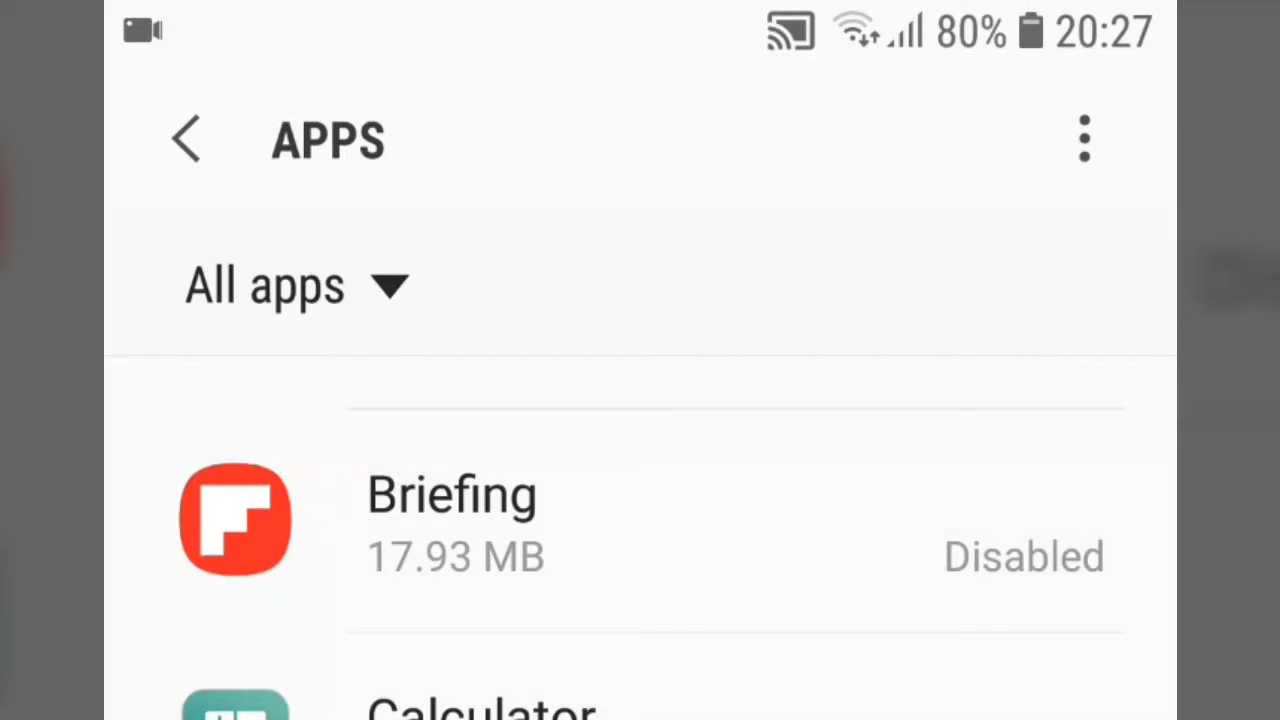 80% 20:27
APPS
All apps
Briefing
17.93 MB Disabled
Calculator